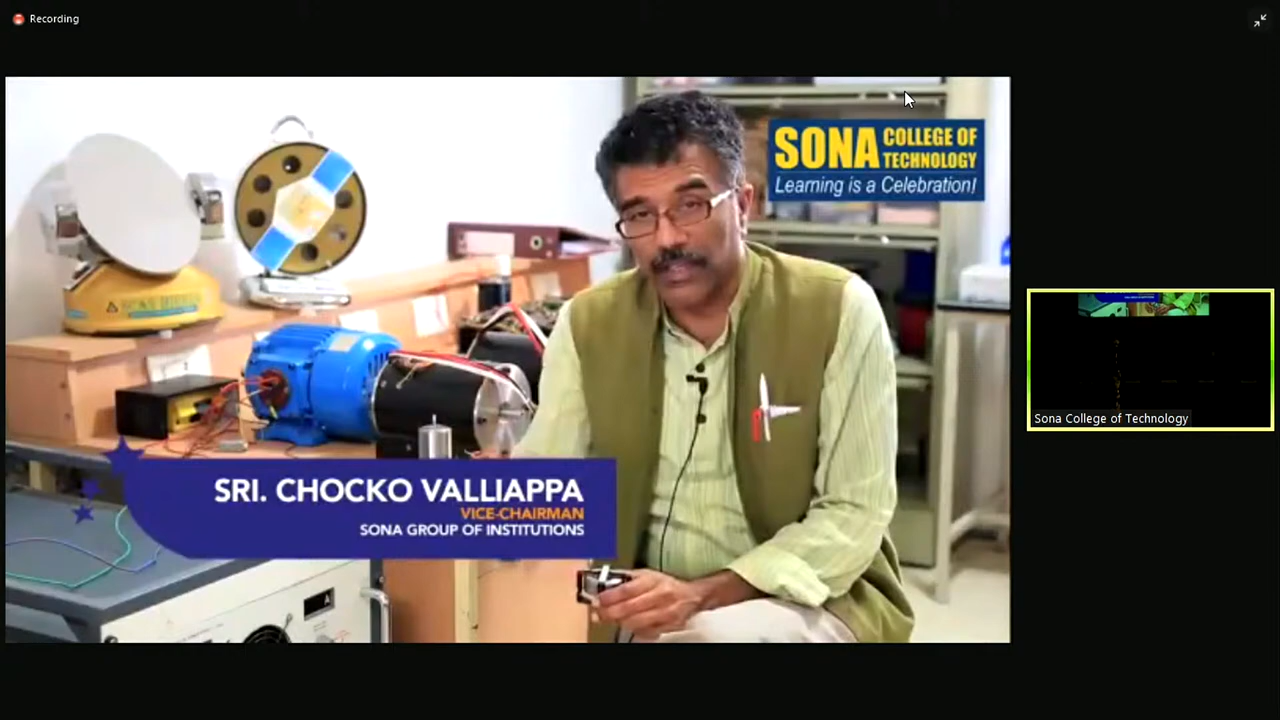 Recording
SONA COLLEGE OF
TECHNOLOGY
Learning is a Celebration!
SRI. CHOCKO VALLIAPPA
VICE-CHAIRMAN
SONA GROUP OF INSTITUTIONS
Sona College of Technology